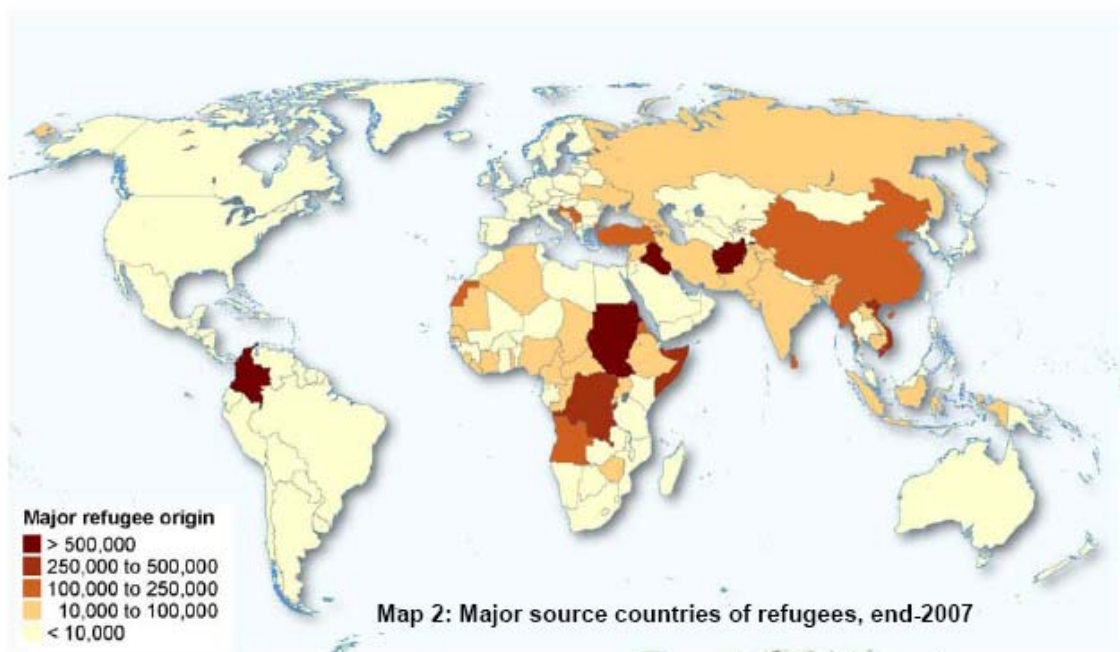 Major refugee origin
> 500,000
250,000 to 500,000
100,000 to 250,000
10,000 to 100,000
< 10,000
Map 2: Major source countries of refugees, end-2007